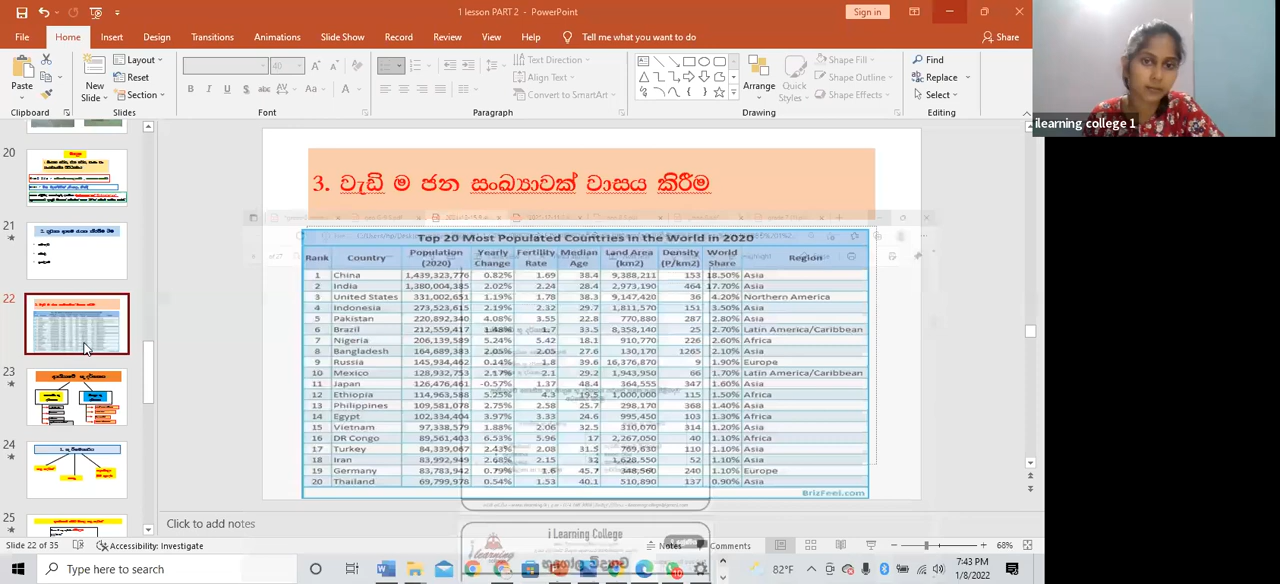 1 lesson PART 2 - PowerPoint
Sign in
File Home Insert Design Transitions Animations Slide Show Record Review View Help Tell me what you want to do Share
Paste
Clipboard
New Slide
Layout
Reset
Section
Slides
40
B I U S abc AV Aa A
Font
Text Direction
Align Text
Convert to SmartArt
Paragraph
Arrange
Quick Styles
Shape Fill
Shape Outline
Shape Effects
Drawing
Find
Replace
Select
Editing
ilearning college 1
20
21
22
23
24
25
3. වැඩි ම ජන සංඛ්‍යාවක් වාසය කිරීම
Top 20 Most Populated Countries in the World in 2020
Rank Country Population (2020) Yearly Change Fertility Rate Median Age Land Area (km2) Density (P/km2) World Share Region
1 China 1,439,323,776 0.82% 1.69 38.4 9,388,211 153 18.50% Asia
2 India 1,380,004,385 2.02% 2.24 28.4 2,973,190 464 17.70% Asia
3 United States 331,002,651 1.19% 1.78 38.3 9,147,420 36 4.20% Northern America
4 Indonesia 273,523,615 2.19% 2.32 29.7 1,811,570 151 3.50% Asia
5 Pakistan 220,892,340 4.08% 3.55 22.8 770,880 287 2.80% Asia
6 Brazil 212,559,417 1.48% 1.7 33.5 8,358,140 25 2.70% Latin America/Caribbean
7 Nigeria 206,139,589 5.24% 5.42 18.1 910,770 226 2.60% Africa
8 Bangladesh 164,689,383 2.05% 2.05 27.6 130,170 1265 2.10% Asia
9 Russia 145,934,462 0.14% 1.8 39.6 16,376,870 9 1.90% Europe
10 Mexico 128,932,753 2.17% 2.1 29.2 1,943,950 66 1.70% Latin America/Caribbean
11 Japan 126,476,461 -0.57% 1.37 48.4 364,555 347 1.60% Asia
12 Ethiopia 114,963,588 5.25% 4.3 19.5 1,000,000 115 1.50% Africa
13 Philippines 109,581,078 2.75% 2.58 25.7 298,170 368 1.40% Asia
14 Egypt 102,334,404 3.97% 3.33 24.6 995,450 103 1.30% Africa
15 Vietnam 97,338,579 1.88% 2.06 32.5 310,070 314 1.20% Asia
16 DR Congo 89,561,403 6.53% 5.96 17 2,267,050 40 1.10% Africa
17 Turkey 84,339,067 2.43% 2.08 31.5 769,630 110 1.10% Asia
18 Iran 83,992,949 2.68% 2.15 32 1,628,550 52 1.10% Asia
19 Germany 83,783,942 0.79% 1.6 45.7 348,560 240 1.10% Europe
20 Thailand 69,799,978 0.54% 1.53 40.1 510,890 137 0.90% Asia
BrizFeel.com
Click to add notes
i Learning College
Slide 22 of 35 Accessibility: Investigate Notes Comments 68%
Type here to search
82°F
7:43 PM
1/8/2022